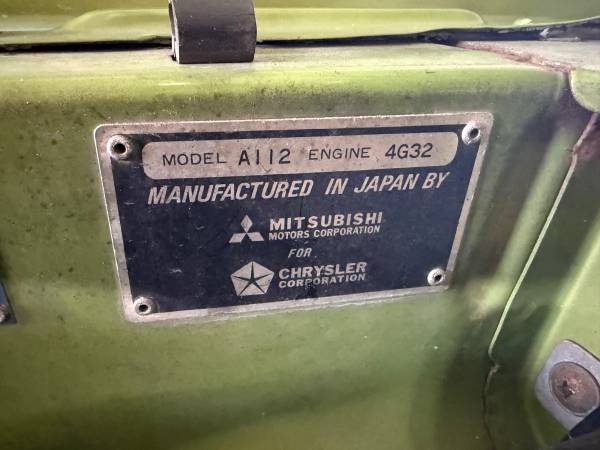 MODEL A112 ENGINE 4G32
MANUFACTURED IN JAPAN BY
MITSUBISHI
MOTORS CORPORATION
FOR
CHRYSLER
CORPORATION